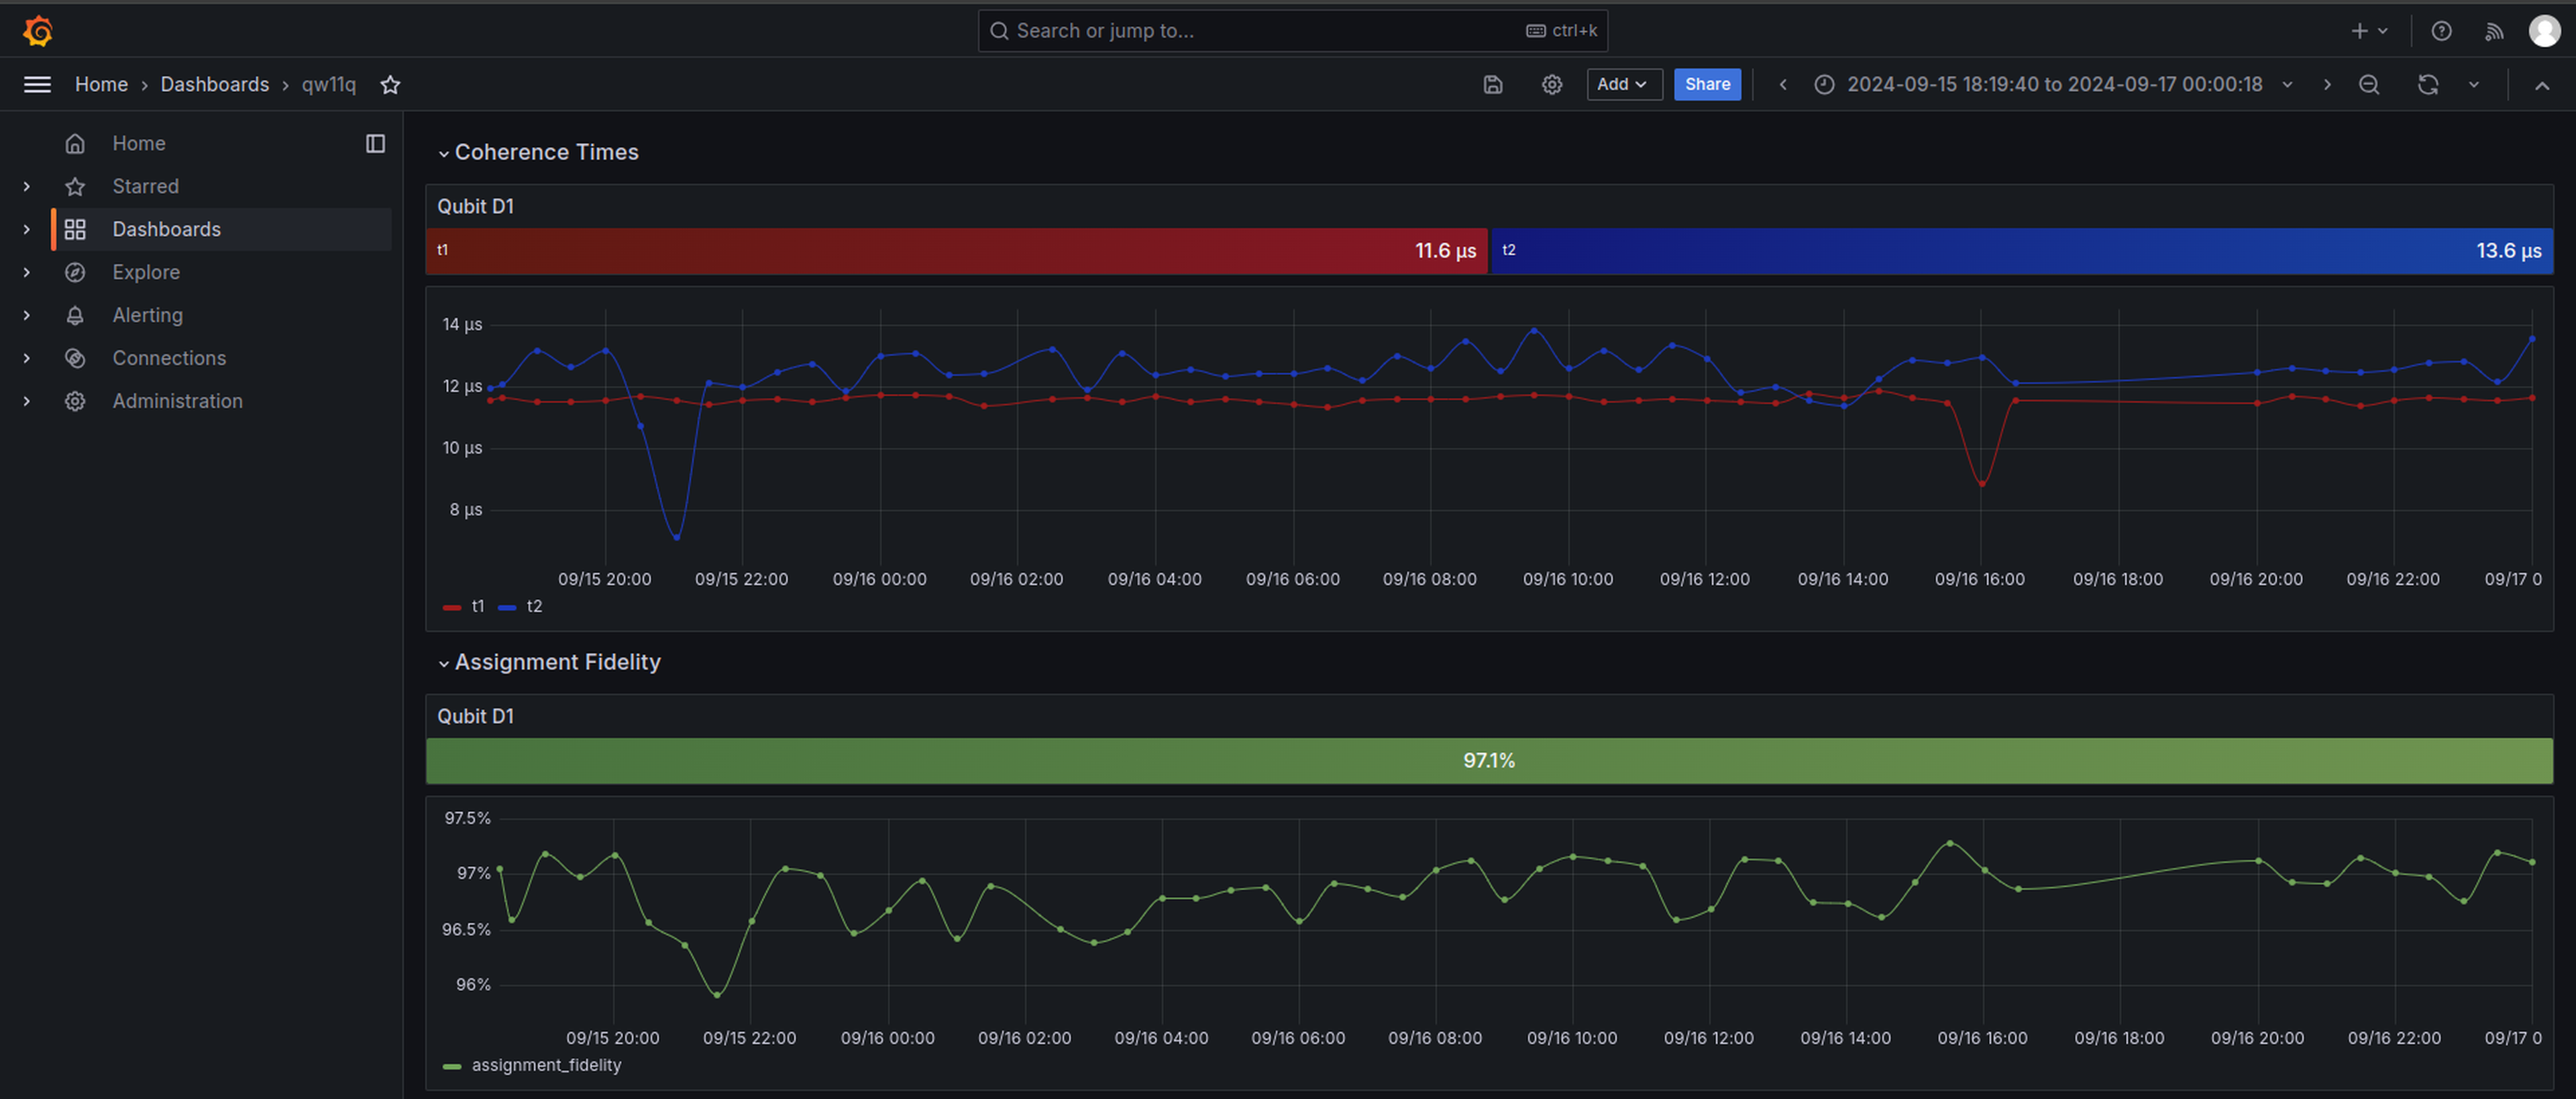 Search or jump to... ctrl+k
Home › Dashboards › qw11q
Add
Share
2024-09-15 18:19:40 to 2024-09-17 00:00:18
Home
Starred
Dashboards
Explore
Alerting
Connections
Administration
Coherence Times
Qubit D1
t1 11.6 µs t2 13.6 µs
14 µs
12 µs
10 µs
8 µs
09/15 20:00 09/15 22:00 09/16 00:00 09/16 02:00 09/16 04:00 09/16 06:00 09/16 08:00 09/16 10:00 09/16 12:00 09/16 14:00 09/16 16:00 09/16 18:00 09/16 20:00 09/16 22:00 09/17 0
t1 t2
Assignment Fidelity
Qubit D1
97.1%
97.5%
97%
96.5%
96%
09/15 20:00 09/15 22:00 09/16 00:00 09/16 02:00 09/16 04:00 09/16 06:00 09/16 08:00 09/16 10:00 09/16 12:00 09/16 14:00 09/16 16:00 09/16 18:00 09/16 20:00 09/16 22:00 09/17 0
assignment_fidelity